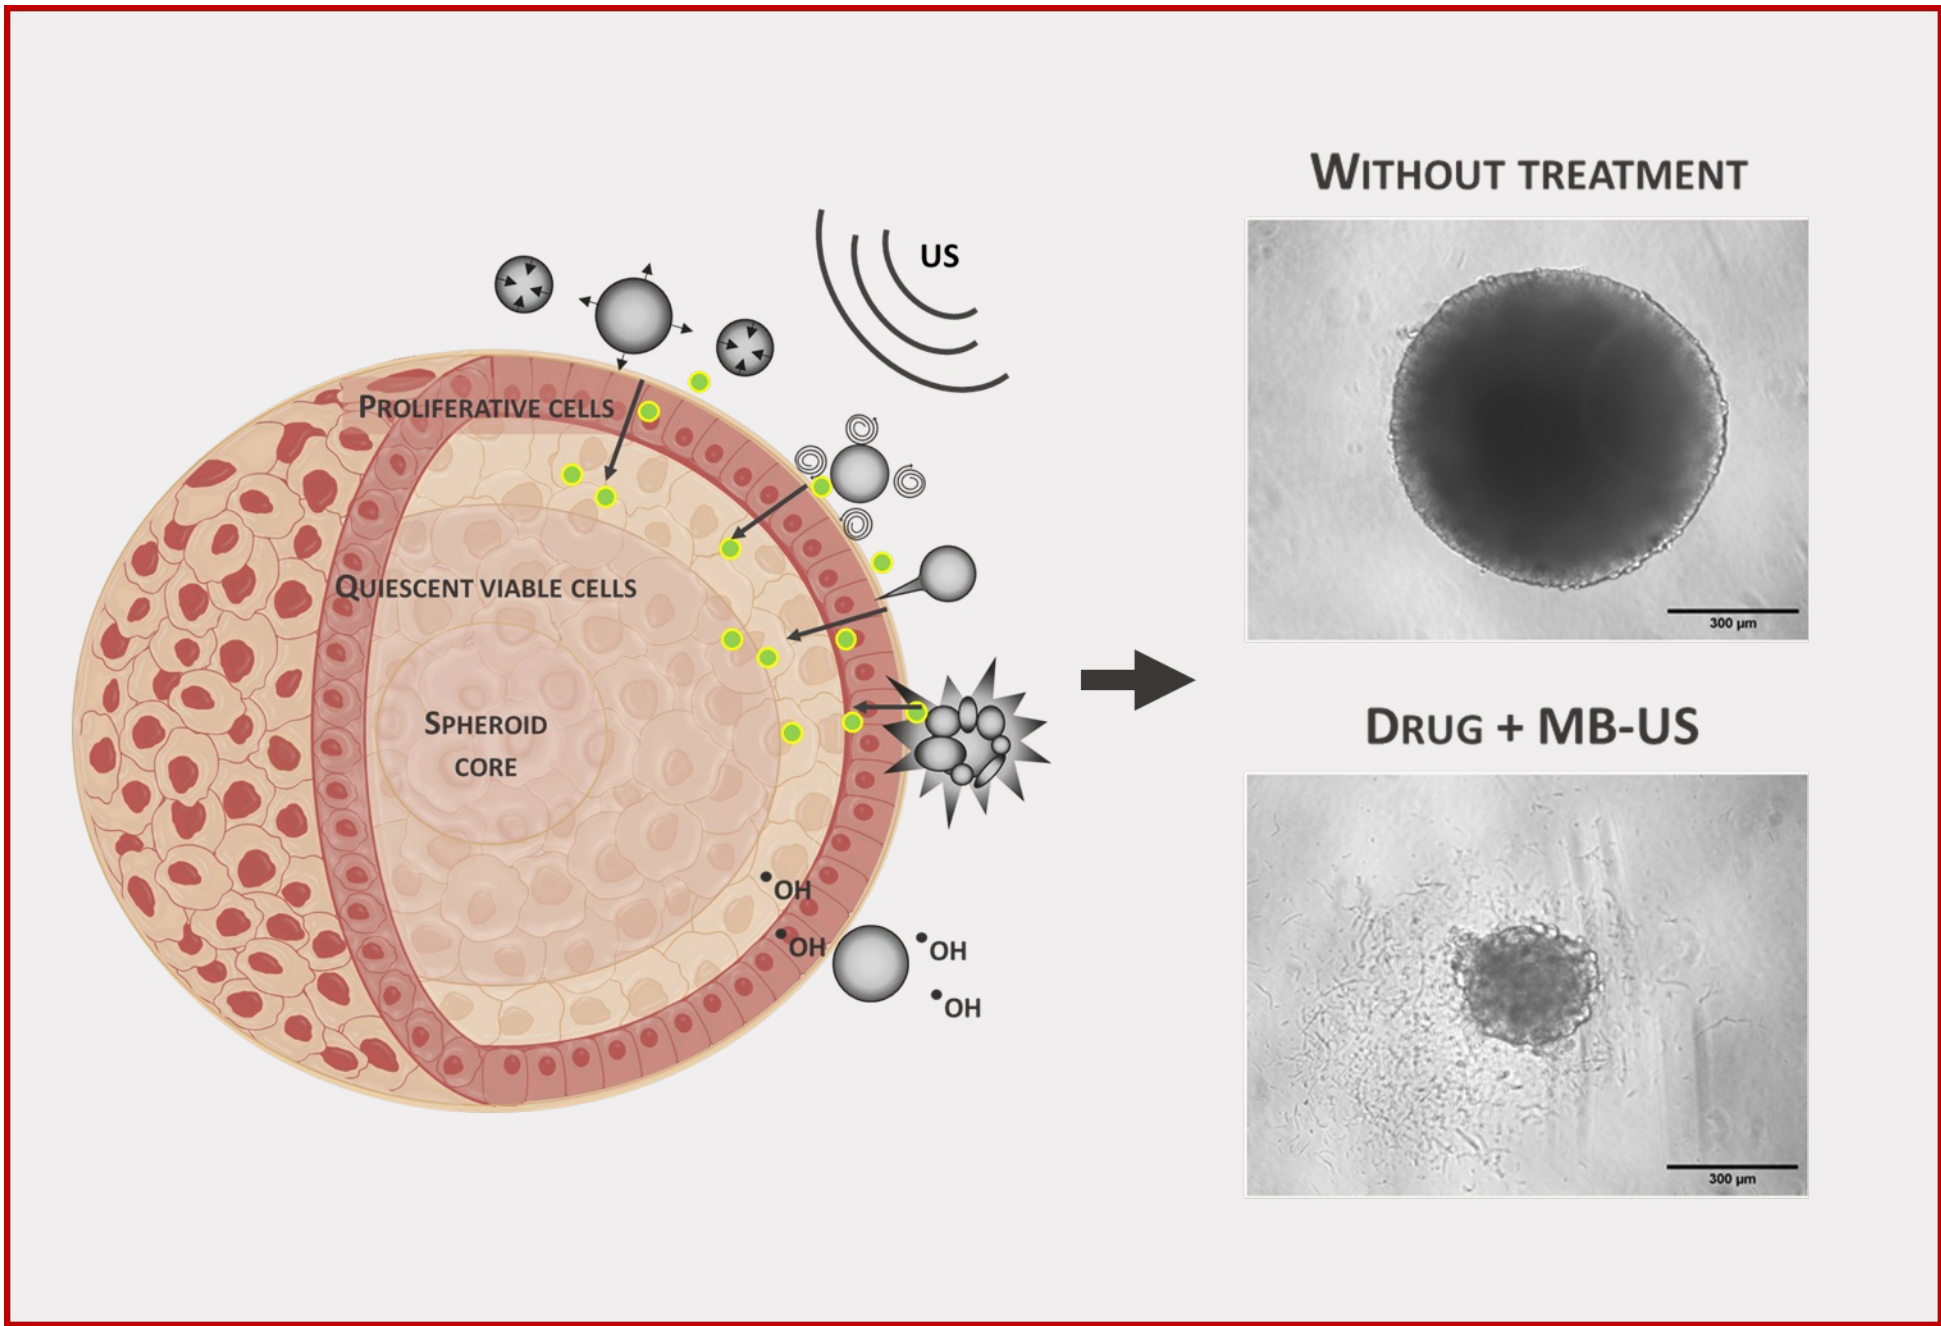 US
PROLIFERATIVE CELLS
QUIESCENT VIABLE CELLS
SPHEROID
CORE
•OH
•OH
•OH
•OH
WITHOUT TREATMENT
300 µm
DRUG + MB-US
300 µm